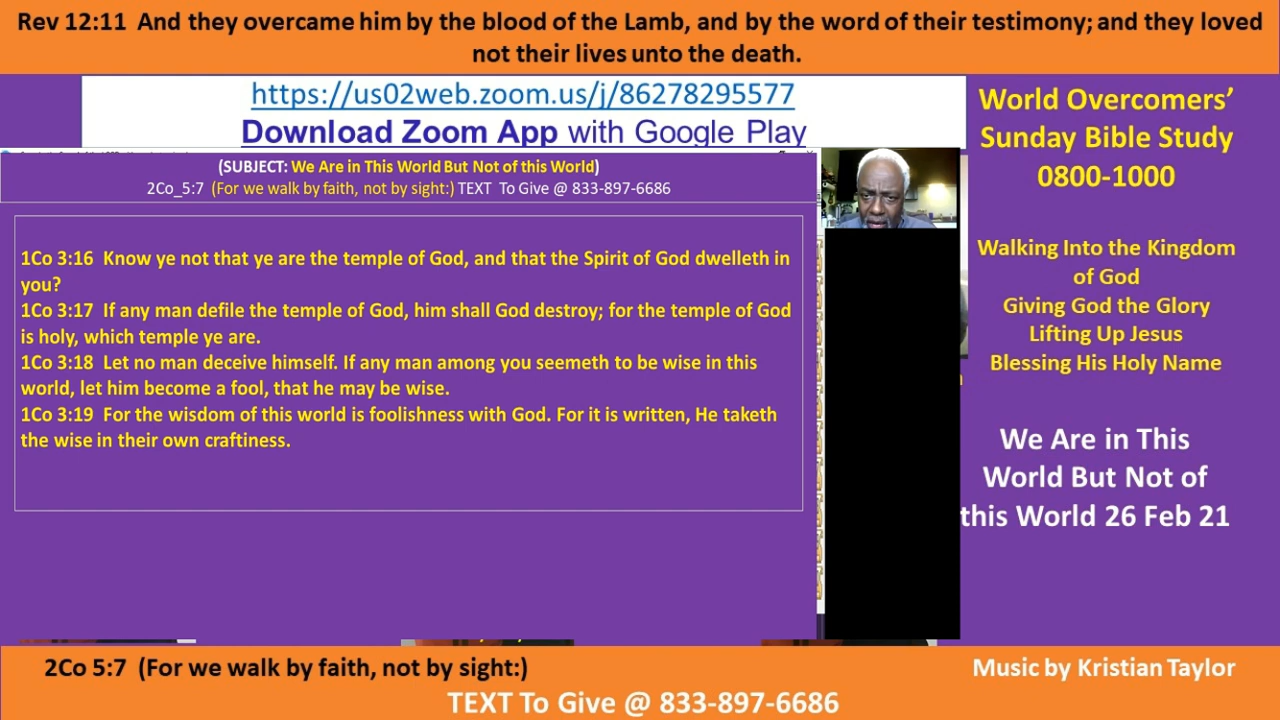 Rev 12:11 And they overcame him by the blood of the Lamb, and by the word of their testimony; and they loved
not their lives unto the death.
https://us02web.zoom.us/j/86278295577
Download Zoom App with Google Play
(SUBJECT: We Are in This World But Not of this World)
2Co_5:7 (For we walk by faith, not by sight:) TEXT To Give @ 833-897-6686
1Co 3:16 Know ye not that ye are the temple of God, and that the Spirit of God dwelleth in
you?
1Co 3:17 If any man defile the temple of God, him shall God destroy; for the temple of God
is holy, which temple ye are.
1Co 3:18 Let no man deceive himself. If any man among you seemeth to be wise in this
world, let him become a fool, that he may be wise.
1Co 3:19 For the wisdom of this world is foolishness with God. For it is written, He taketh
the wise in their own craftiness.
World Overcomers’
Sunday Bible Study
0800-1000
Walking Into the Kingdom
of God
Giving God the Glory
Lifting Up Jesus
Blessing His Holy Name
We Are in This
World But Not of
this World 26 Feb 21
2Co 5:7 (For we walk by faith, not by sight:)
Music by Kristian Taylor
TEXT To Give @ 833-897-6686